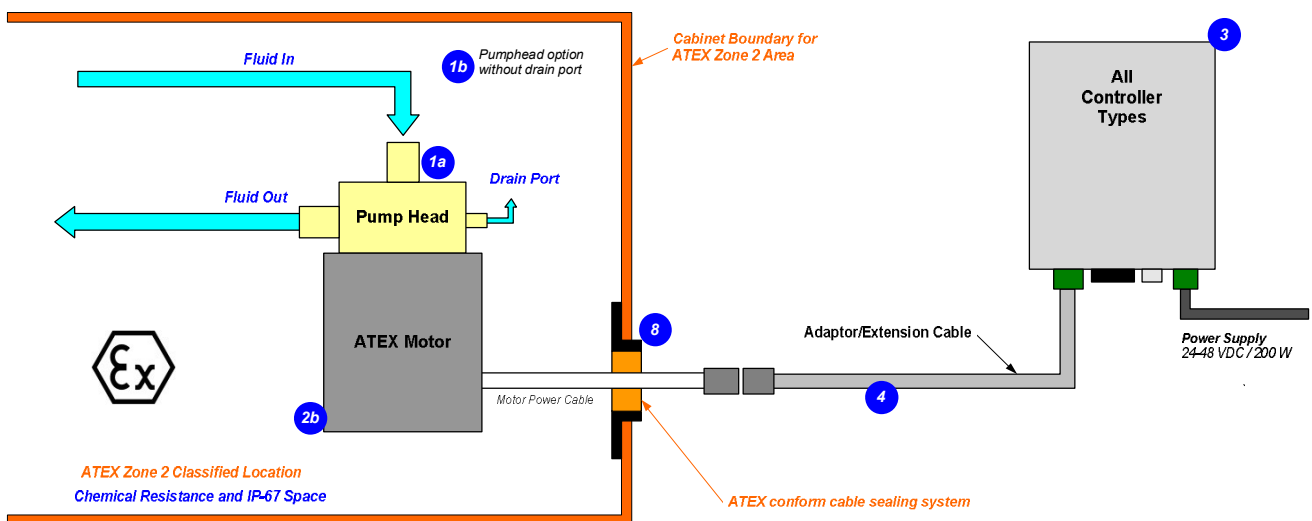 Fluid In
1b
Pumphead option
without drain port
Cabinet Boundary for
ATEX Zone 2 Area
3
All
Controller
Types
1a
Drain Port
Fluid Out
Pump Head
ATEX Motor
8
Adaptor/Extension Cable
Power Supply
24-48 VDC / 200 W
Ex
Motor Power Cable
4
2b
ATEX Zone 2 Classified Location
Chemical Resistance and IP-67 Space
ATEX conform cable sealing system